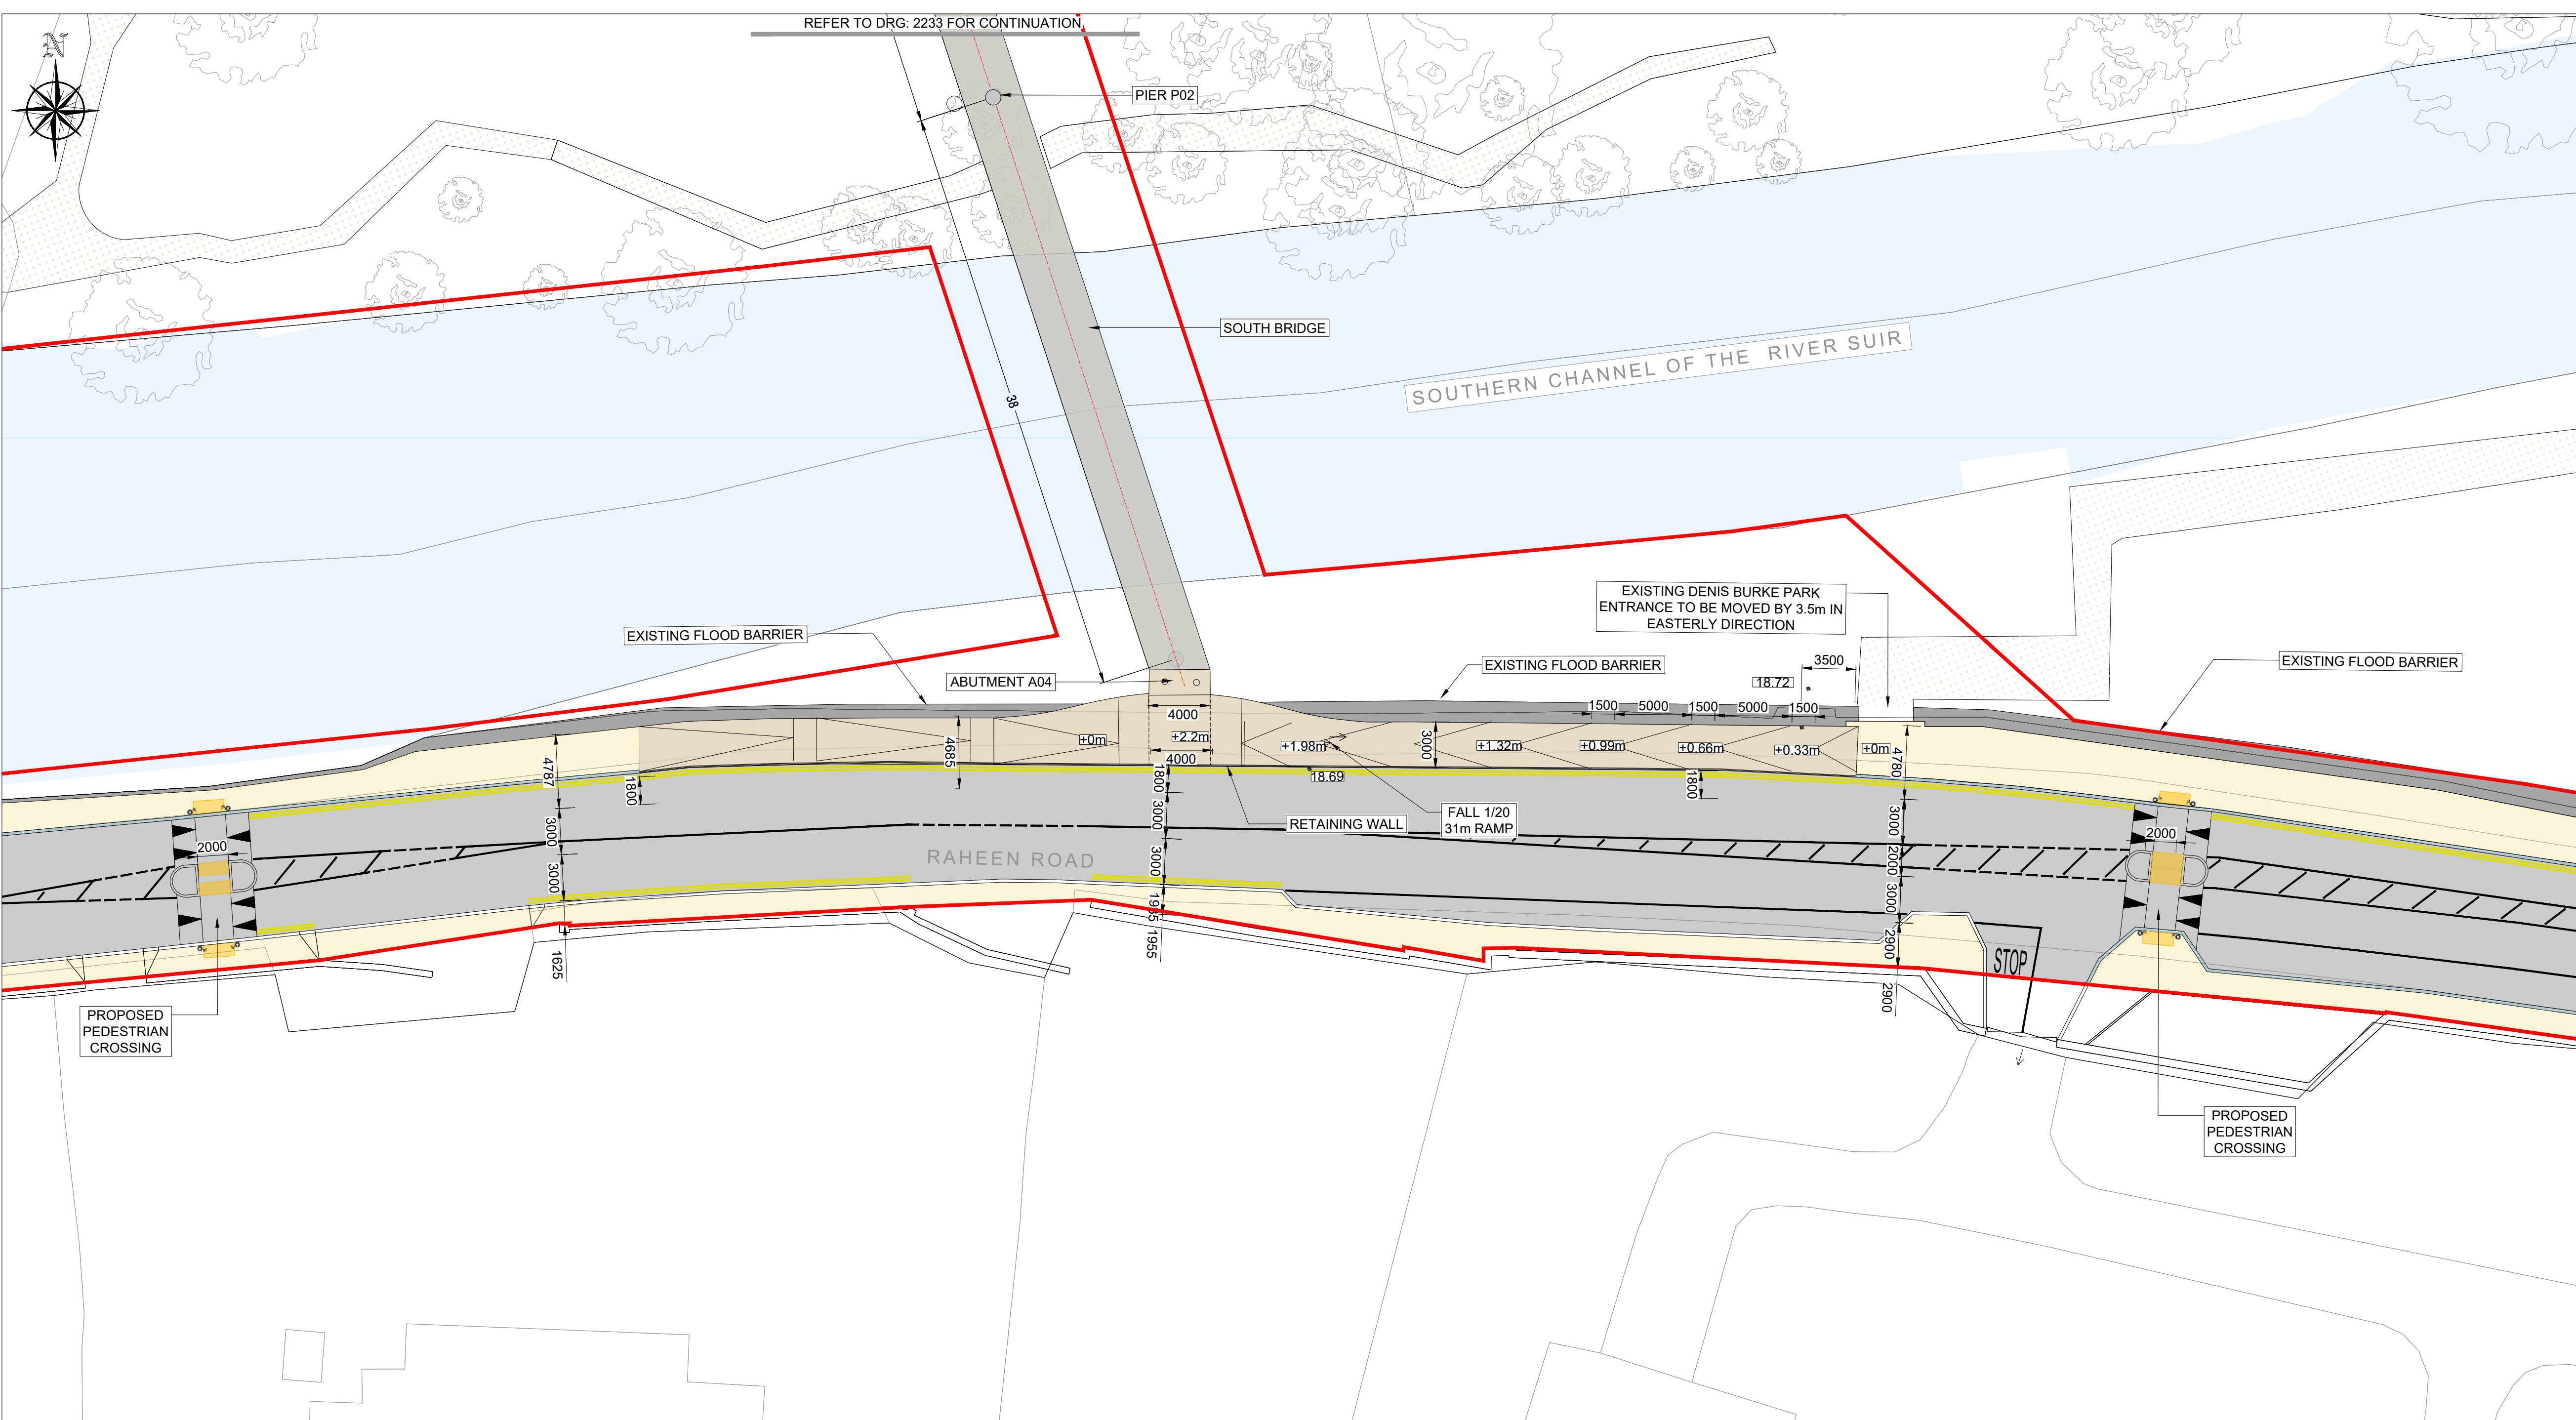 REFER TO DRG: 2233 FOR CONTINUATION
N
PIER P02
SOUTH BRIDGE
SOUTHERN CHANNEL OF THE RIVER SUIR
38
EXISTING DENIS BURKE PARK
ENTRANCE TO BE MOVED BY 3.5m IN
EASTERLY DIRECTION
EXISTING FLOOD BARRIER
EXISTING FLOOD BARRIER
EXISTING FLOOD BARRIER
ABUTMENT A04
3500
18.72
1500
5000
1500
5000
1500
4000
+0m
+2.2m
+1.98m
+1.32m
+0.99m
+0.66m
+0.33m
+0m
4000
4787
4685
3000
4780
1800
1800
1800
18.69
FALL 1/20
31m RAMP
RETAINING WALL
RAHEEN ROAD
2000
3000
3000
1625
3000
3000
1935
1955
3000
2000
3000
2900
2900
2000
STOP
PROPOSED
PEDESTRIAN
CROSSING
PROPOSED
PEDESTRIAN
CROSSING